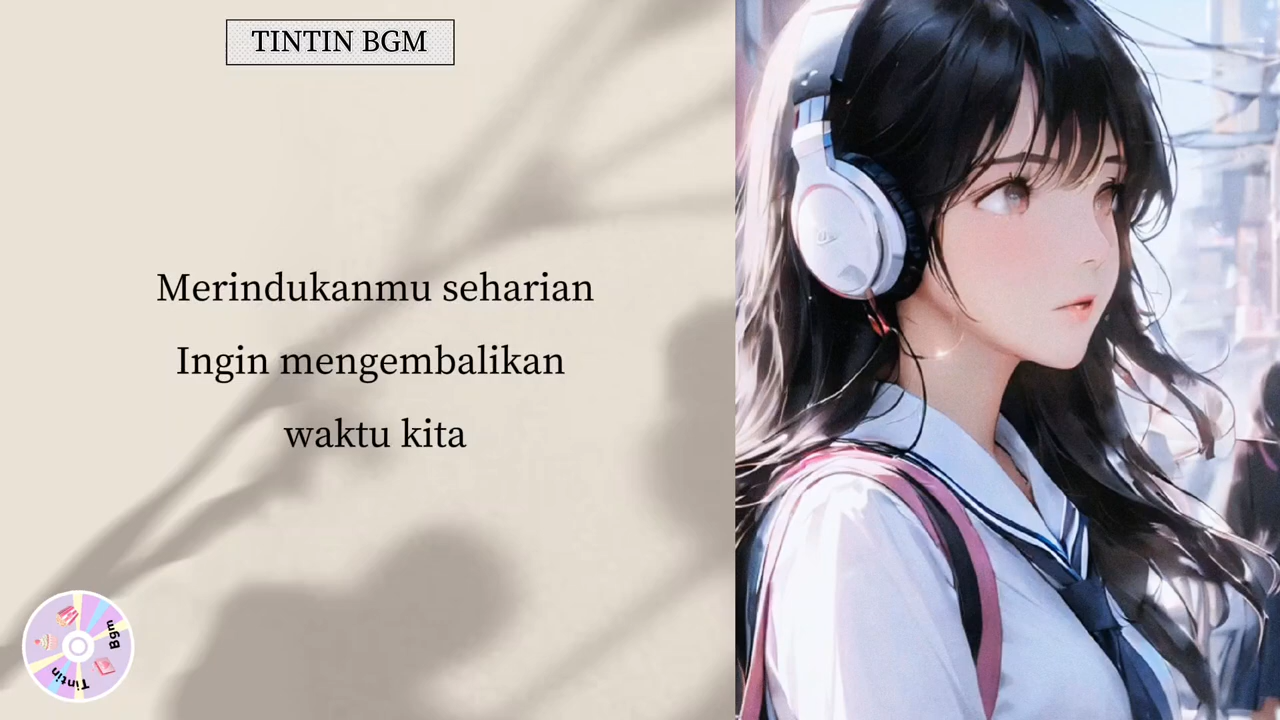 TINTIN BGM
Merindukanmu seharian
Ingin mengembalikan
waktu kita
Bgm
Tintin